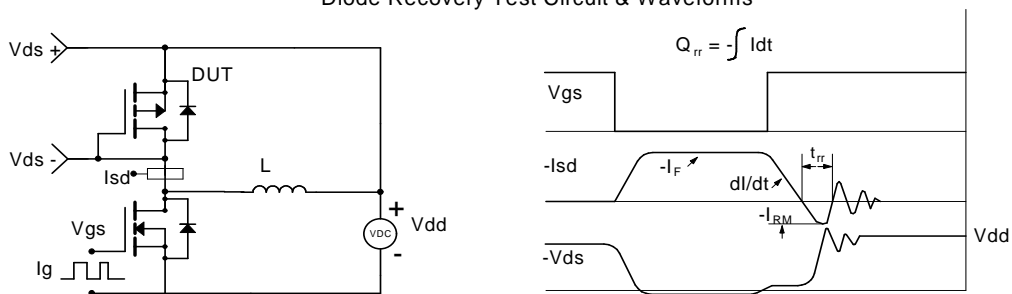 Diode Recovery Test Circuit & Waveforms
Vds +
DUT
Vds -
Isd
L
Vgs
Ig
+
VDC
-
Vdd
Q rr = -∫ Idt
Vgs
-Isd
-I F
dI/dt
t rr
-I RM
Vdd
-Vds